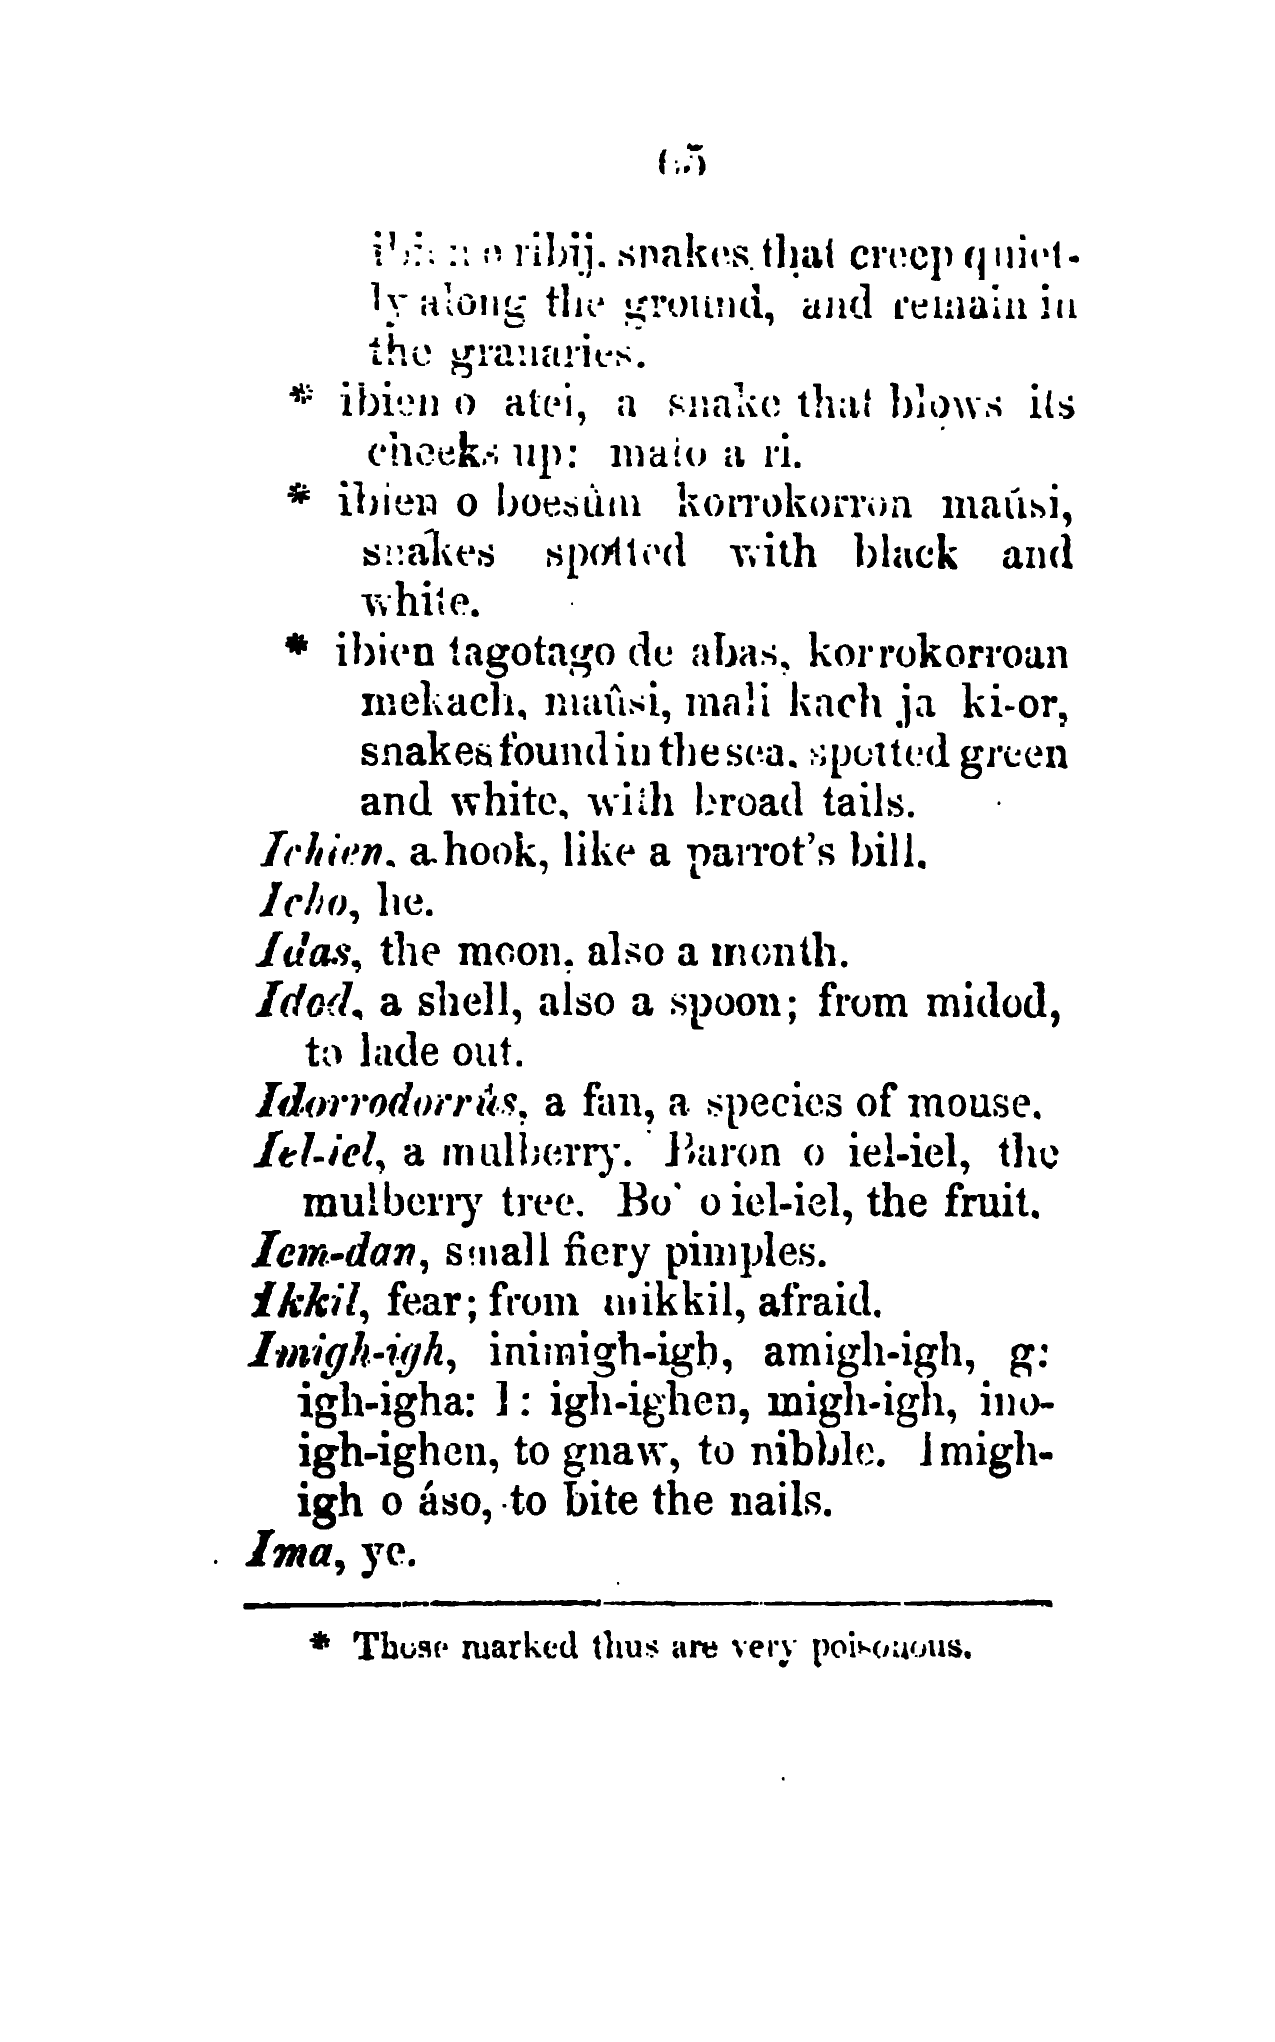 65
ibien o ribij. snakes that creep quiet-
ly along the ground, and remain in
the granaries.
* ibien o atei, a snake that blows its
cheeks up: maio a ri.
* ibien o boesûm korrokorron maúsi,
snakes spotted with black and
white.
* ibien tagotago de abas, korrokorroan
mekach, maûsi, mali kach ja ki-or,
snakes found in the sea. spotted green
and white, with broad tails.
Ichien. a hook, like a parrot's bill.
Icho, he.
Idas, the moon, also a month.
Idod, a shell, also a spoon; from midod,
to lade out.
Idorrodorrûs, a fan, a species of mouse.
Iel-iel, a mulberry. Baron o iel-iel, the
mulberry tree. Bo' o iel-iel, the fruit.
Iem-dan, small fiery pimples.
Ikkil, fear; from mikkil, afraid.
Imigh-igh, inimigh-igh, amigh-igh, g:
igh-igha: I: igh-ighen, migh-igh, ino-
igh-ighen, to gnaw, to nibble. Imigh-
igh o áso, to bite the nails.
Ima, ye.
* Those marked thus are very poisonous.